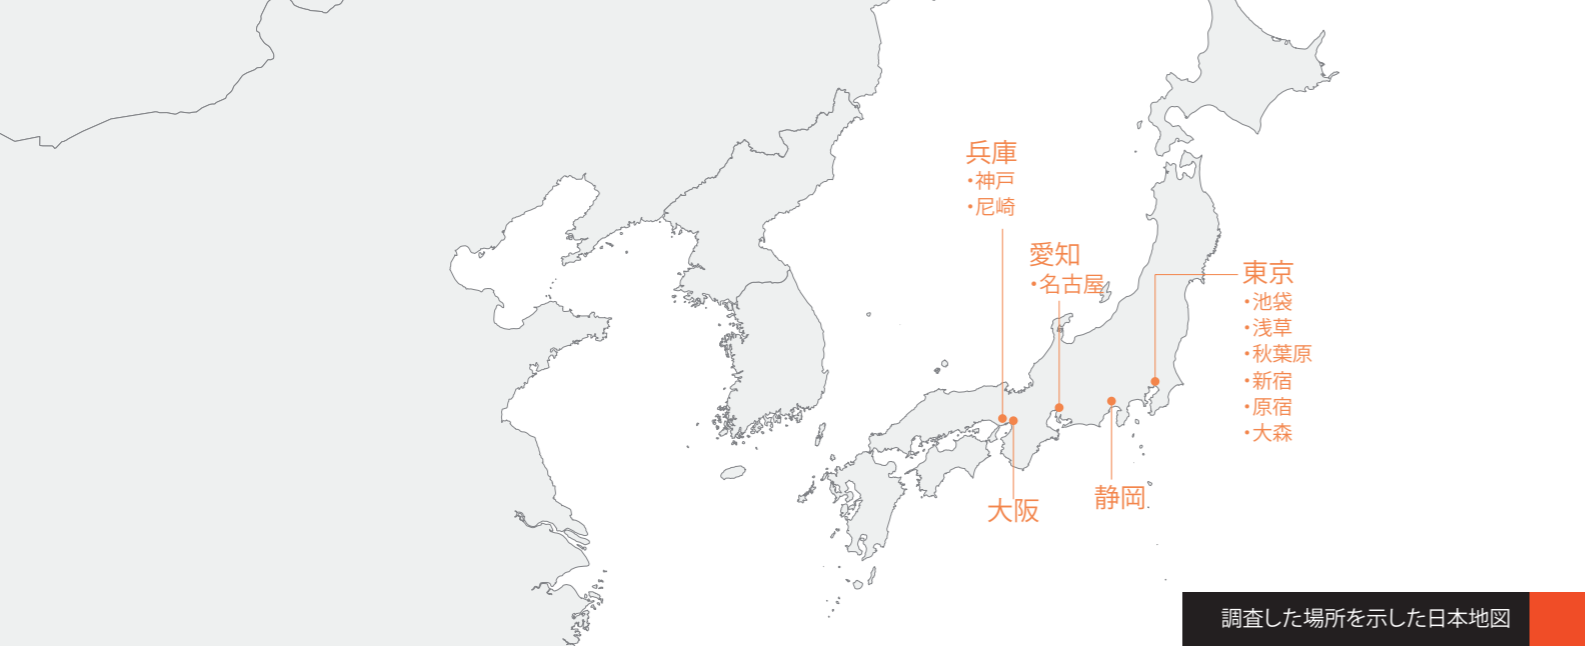 兵庫
・神戸
・尼崎
愛知
・名古屋
東京
・池袋
・浅草
・秋葉原
・新宿
・原宿
・大森
大阪
静岡
調査した場所を示した日本地図